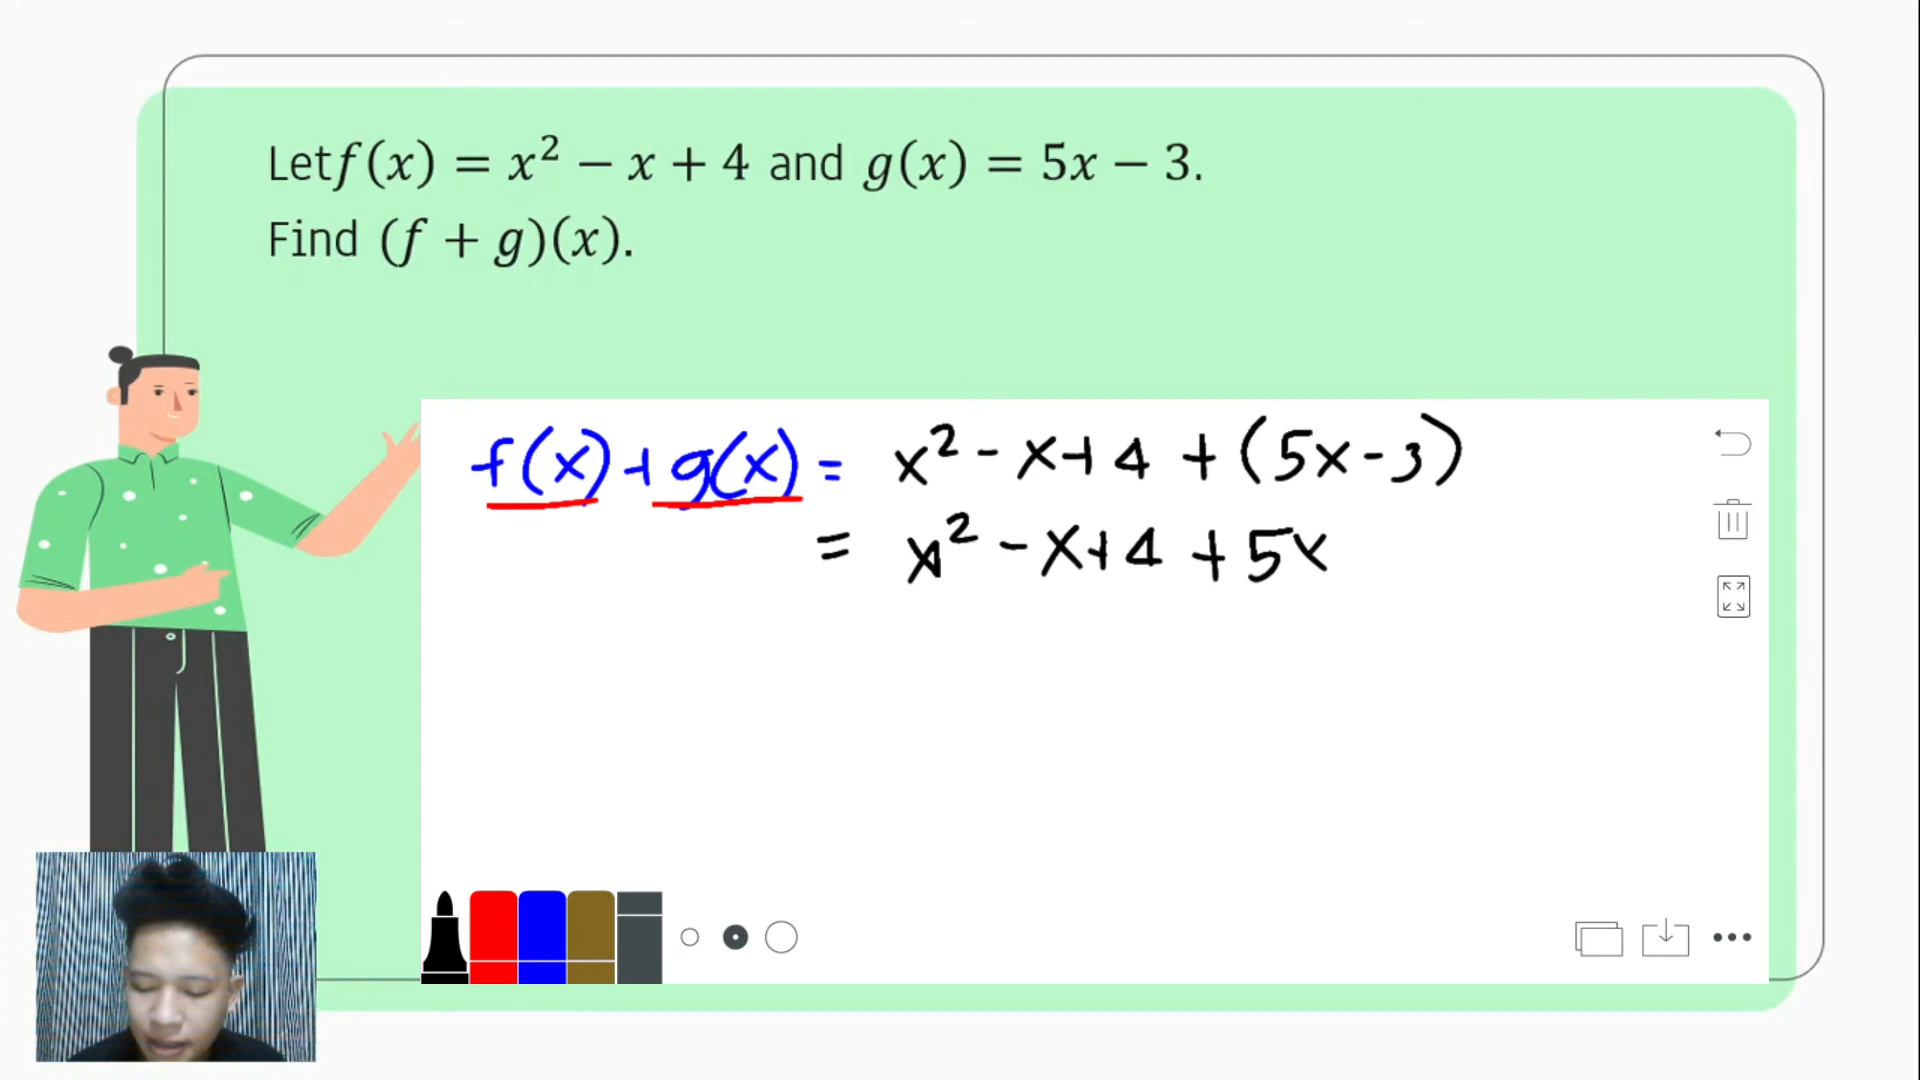 Let f(x) = x² − x + 4 and g(x) = 5x − 3.
Find (f + g)(x).
f(x) + g(x) = x² - x + 4 + (5x - 3)
= x² - x + 4 + 5x